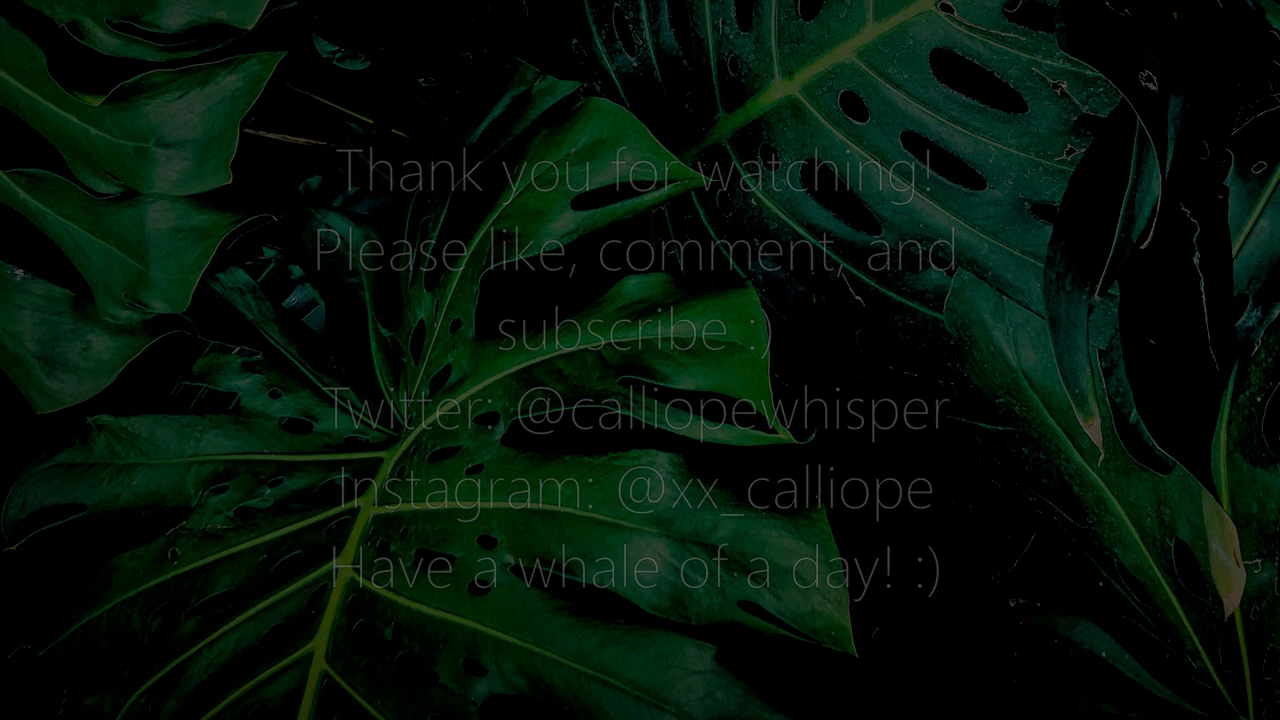 Thank you for watching!
Please like, comment, and
subscribe :)
Twitter: @calliopewhisper
Instagram: @xx_calliope
Have a whale of a day! :)